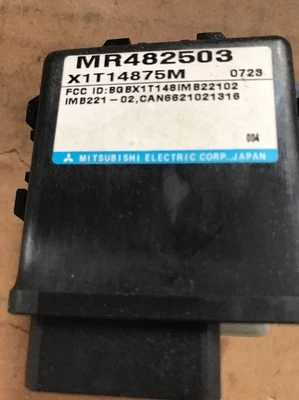 MR482503
X1T14875M 0723
FCC ID:BGBX1T148IMB22102
IMB221-02,CAN6621021316
004
MITSUBISHI ELECTRIC CORP.,JAPAN